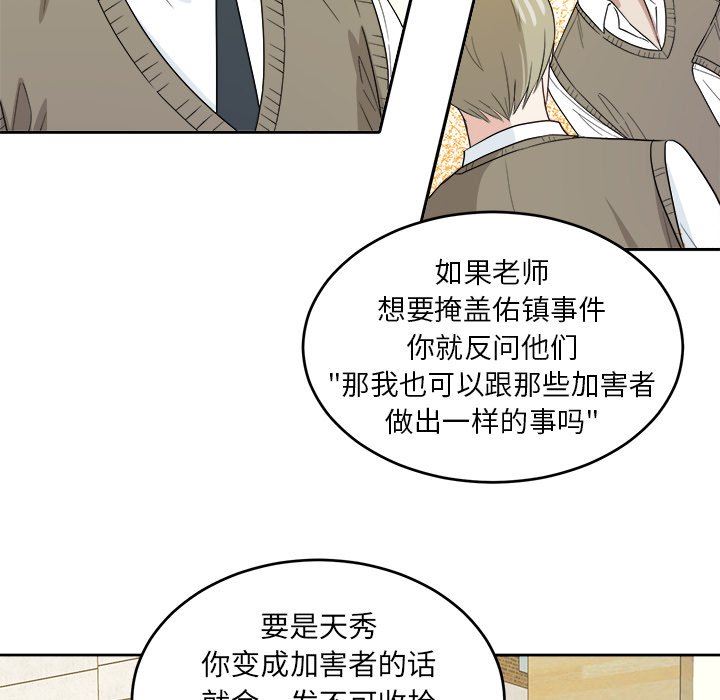 如果老师
想要掩盖佑镇事件
你就反问他们
"那我也可以跟那些加害者
做出一样的事吗"
要是天秀
你变成加害者的话